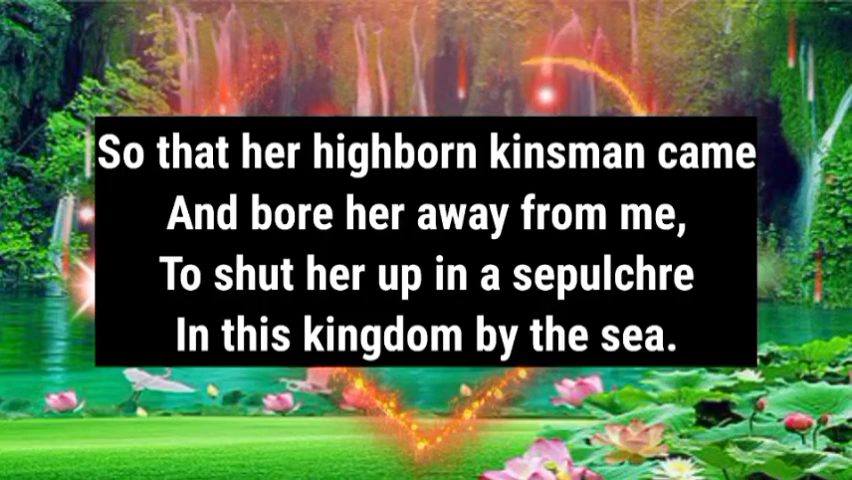 So that her highborn kinsman came
And bore her away from me,
To shut her up in a sepulchre
In this kingdom by the sea.